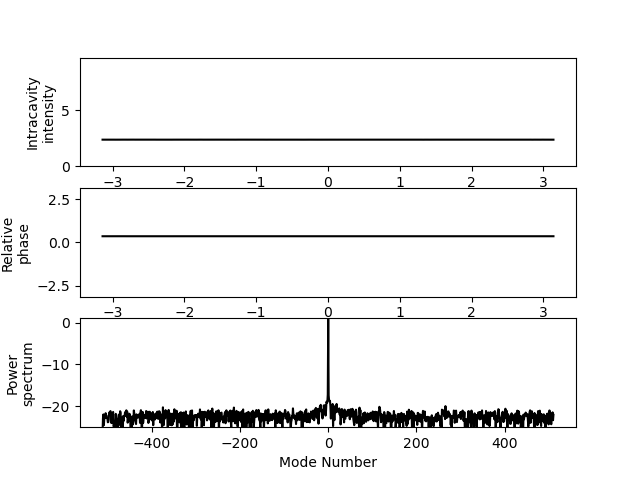 Intracavity
intensity
5
0
−3 −2 −1 0 1 2 3
Relative
phase
2.5
0.0
−2.5
−3 −2 −1 0 1 2 3
Power
spectrum
0
−10
−20
−400 −200 0 200 400
Mode Number